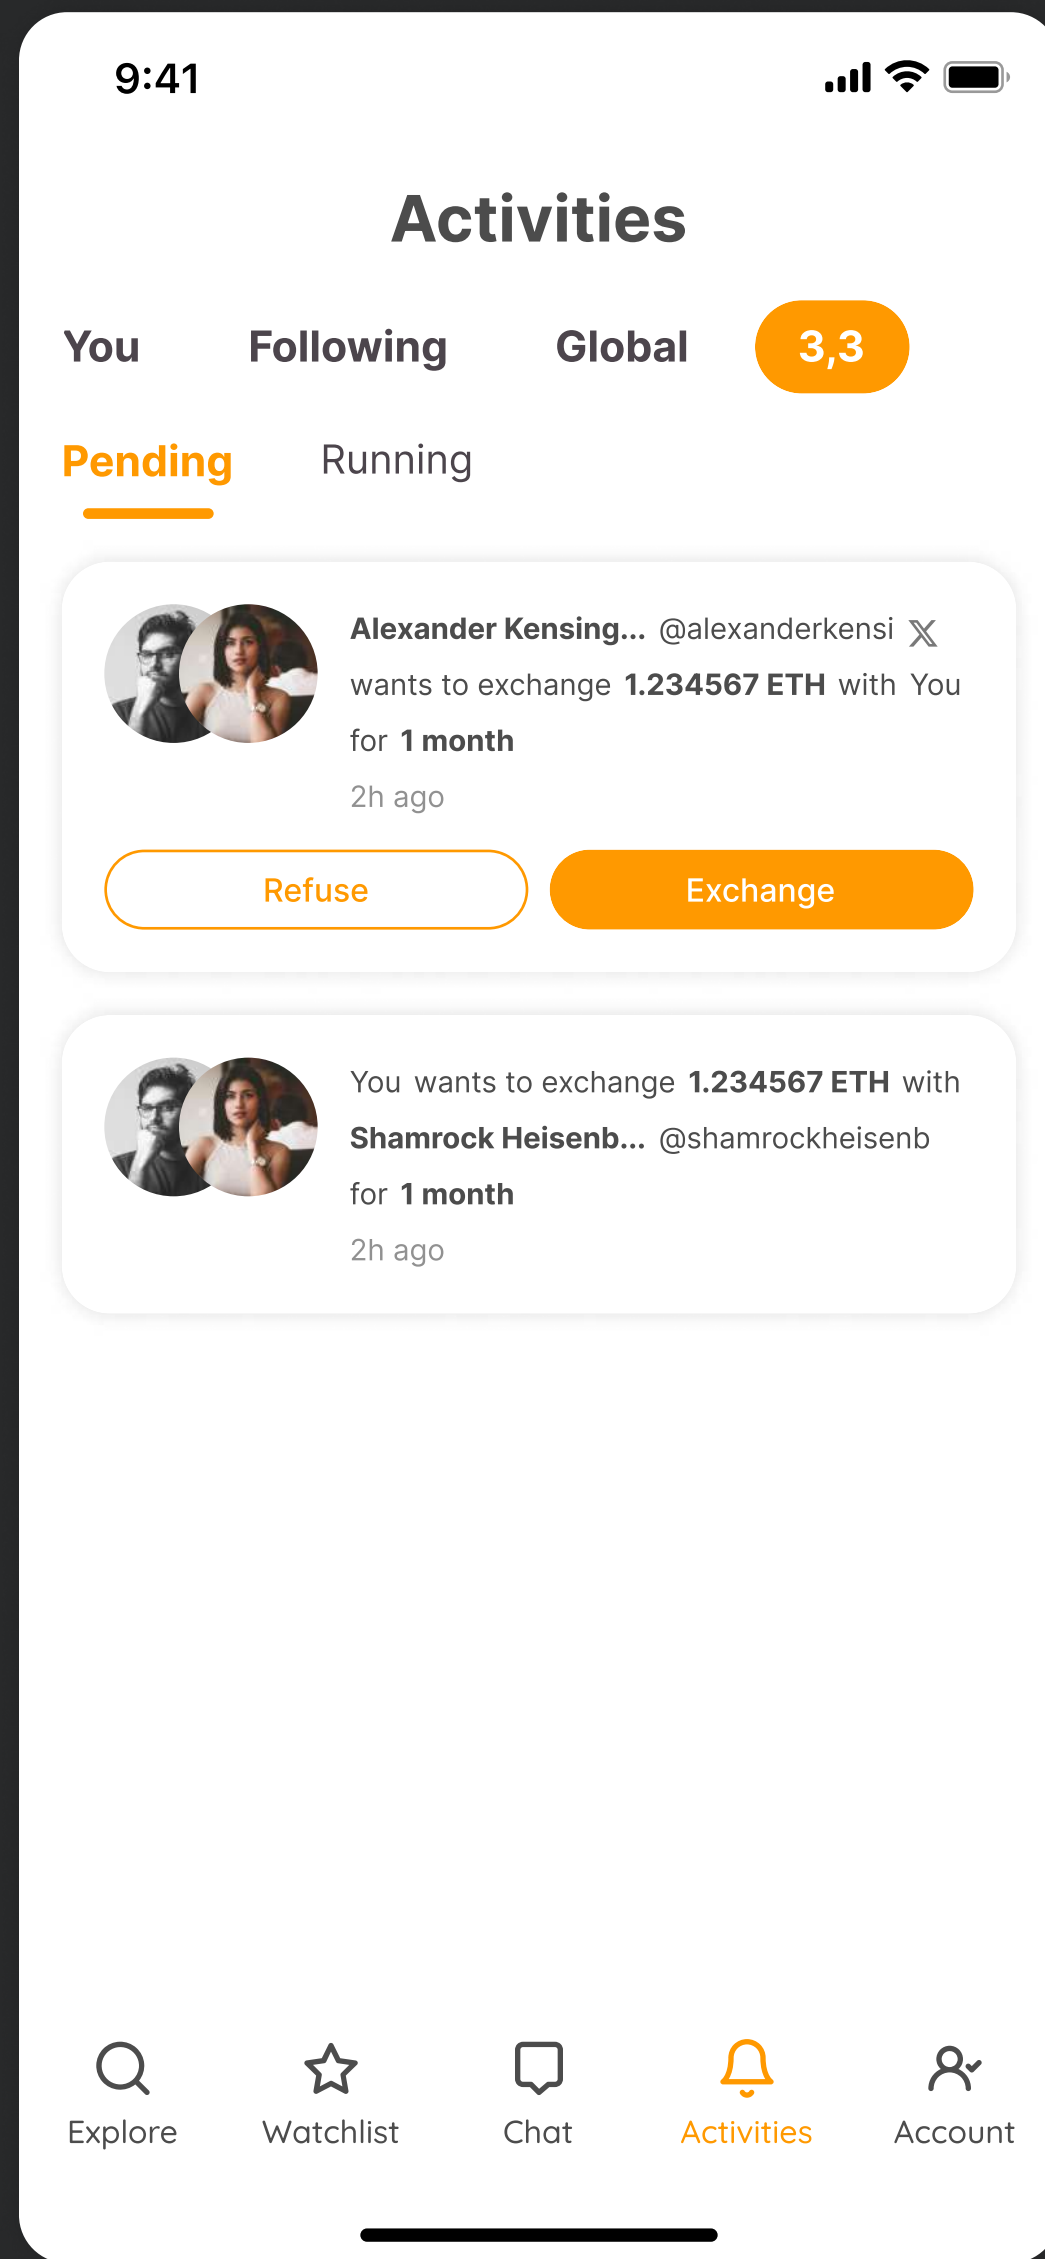 9:41
Activities
You Following Global 3,3
Pending Running
Alexander Kensing... @alexanderkensi
wants to exchange 1.234567 ETH with You
for 1 month
2h ago
Refuse Exchange
You wants to exchange 1.234567 ETH with
Shamrock Heisenb... @shamrockheisenb
for 1 month
2h ago
Explore Watchlist Chat Activities Account